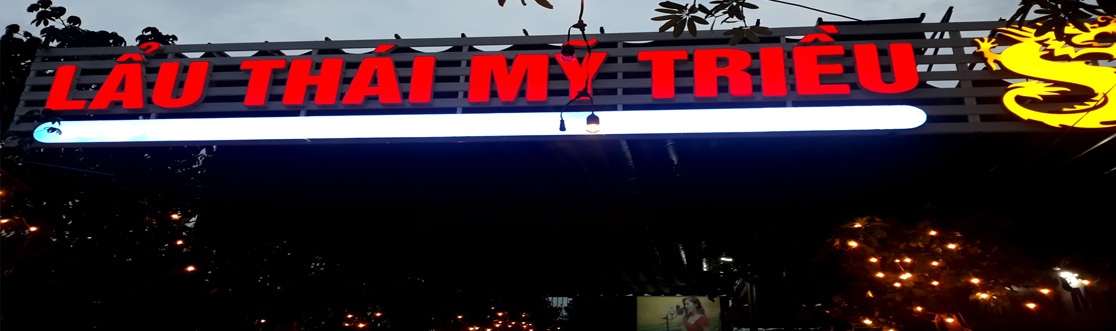 LẨU THÁI MỸ TRIỀU